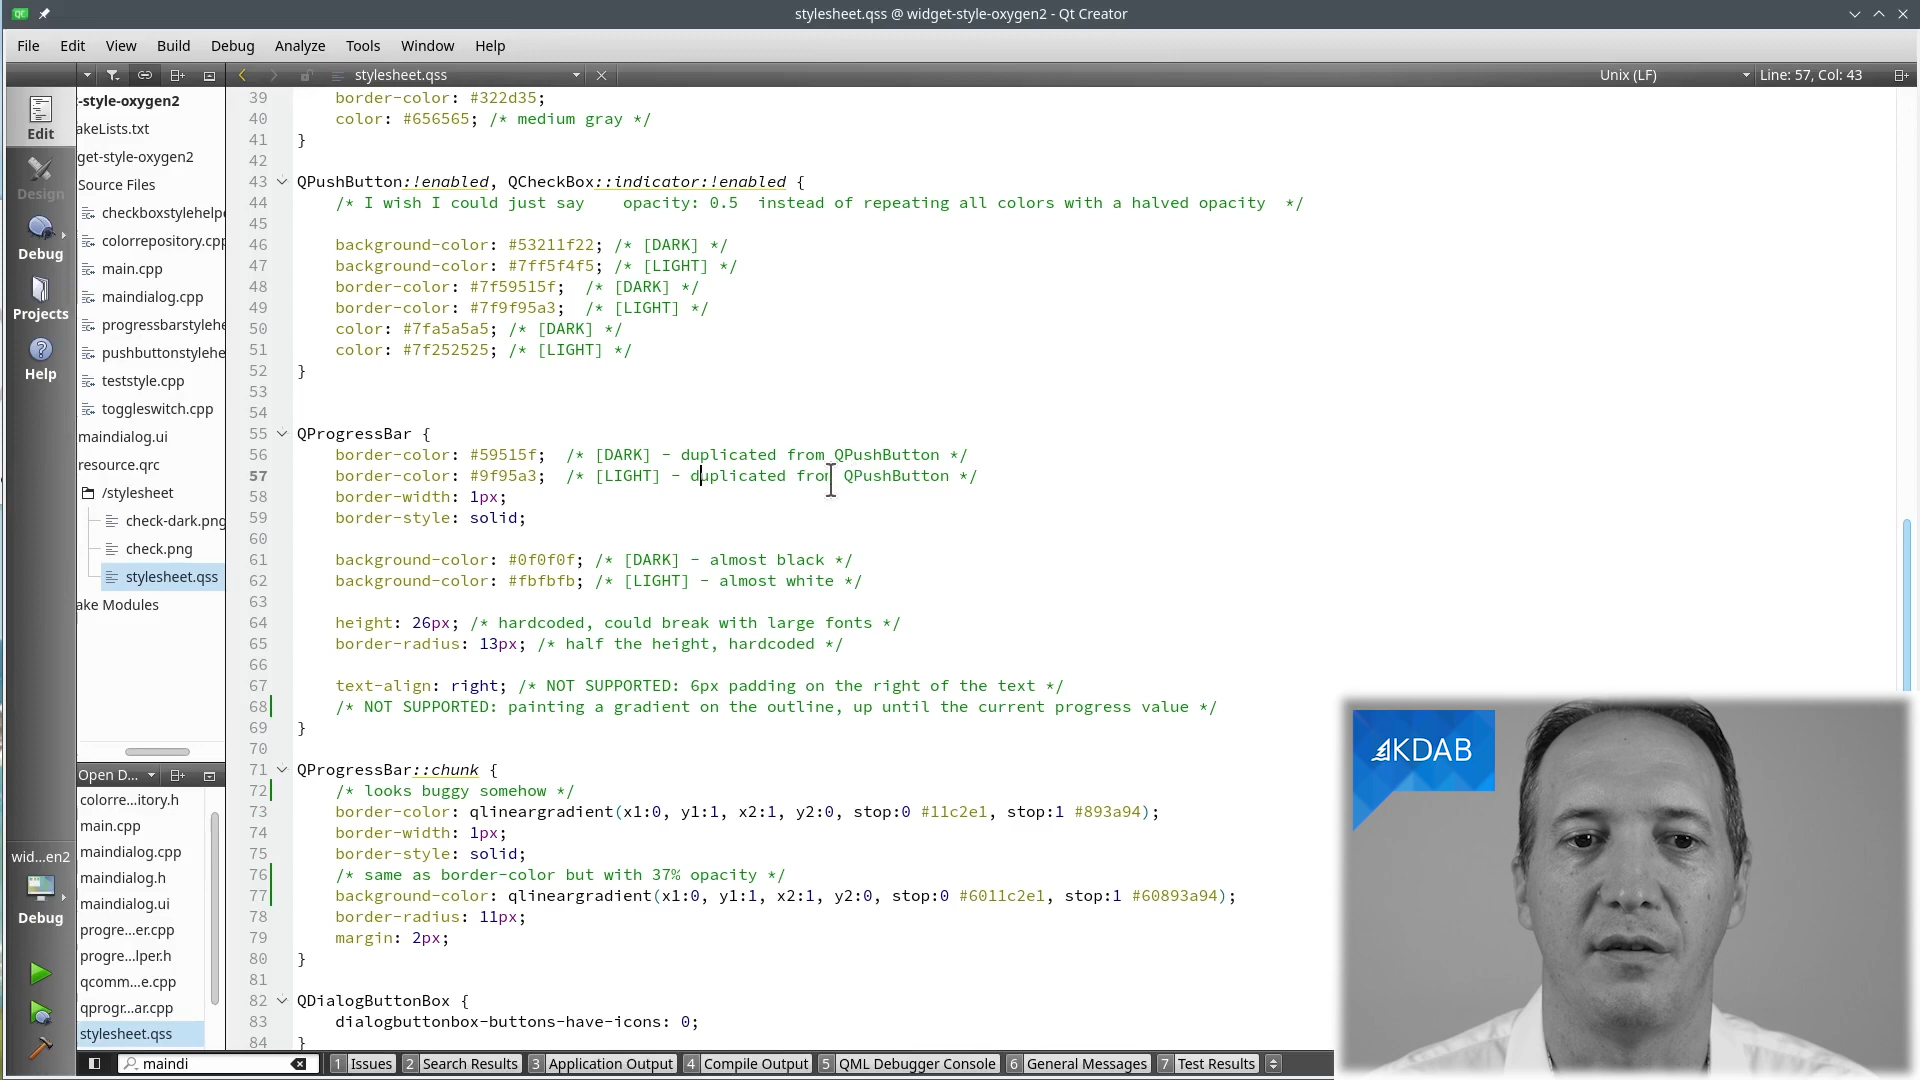 stylesheet.qss @ widget-style-oxygen2 - Qt Creator
File Edit View Build Debug Analyze Tools Window Help
stylesheet.qss
Unix (LF)
Line: 57, Col: 43
Edit
Design
Debug
Projects
Help
wid...en2
Debug
-style-oxygen2
akeLists.txt
get-style-oxygen2
Source Files
checkboxstylehelpe
colorrepository.cpp
main.cpp
maindialog.cpp
progressbarstylehe
pushbuttonstylehe
teststyle.cpp
toggleswitch.cpp
maindialog.ui
resource.qrc
/stylesheet
check-dark.png
check.png
stylesheet.qss
ake Modules
Open D...
colorre...itory.h
main.cpp
maindialog.cpp
maindialog.h
maindialog.ui
progre...er.cpp
progre...lper.h
qcomm...e.cpp
qprogr...ar.cpp
stylesheet.qss
39 border-color: #322d35;
40 color: #656565; /* medium gray */
41 }
42
43 QPushButton:!enabled, QCheckBox::indicator:!enabled {
44 /* I wish I could just say    opacity: 0.5  instead of repeating all colors with a halved opacity  */
45
46 background-color: #53211f22; /* [DARK] */
47 background-color: #7ff5f4f5; /* [LIGHT] */
48 border-color: #7f59515f;  /* [DARK] */
49 border-color: #7f9f95a3;  /* [LIGHT] */
50 color: #7fa5a5a5; /* [DARK] */
51 color: #7f252525; /* [LIGHT] */
52 }
53
54
55 QProgressBar {
56 border-color: #59515f;  /* [DARK] - duplicated from QPushButton */
57 border-color: #9f95a3;  /* [LIGHT] - duplicated from QPushButton */
58 border-width: 1px;
59 border-style: solid;
60
61 background-color: #0f0f0f; /* [DARK] - almost black */
62 background-color: #fbfbfb; /* [LIGHT] - almost white */
63
64 height: 26px; /* hardcoded, could break with large fonts */
65 border-radius: 13px; /* half the height, hardcoded */
66
67 text-align: right; /* NOT SUPPORTED: 6px padding on the right of the text */
68 /* NOT SUPPORTED: painting a gradient on the outline, up until the current progress value */
69 }
70
71 QProgressBar::chunk {
72 /* looks buggy somehow */
73 border-color: qlineargradient(x1:0, y1:1, x2:1, y2:0, stop:0 #11c2e1, stop:1 #893a94);
74 border-width: 1px;
75 border-style: solid;
76 /* same as border-color but with 37% opacity */
77 background-color: qlineargradient(x1:0, y1:1, x2:1, y2:0, stop:0 #6011c2e1, stop:1 #60893a94);
78 border-radius: 11px;
79 margin: 2px;
80 }
81
82 QDialogButtonBox {
83 dialogbuttonbox-buttons-have-icons: 0;
84 }
KDAB
maindi
1 Issues 2 Search Results 3 Application Output 4 Compile Output 5 QML Debugger Console 6 General Messages 7 Test Results